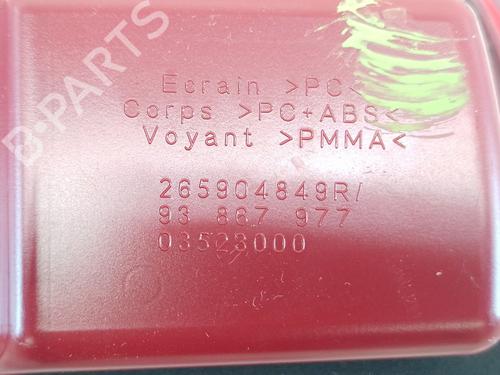 B-PARTS
Ecrain >PC<
Corps >PC+ABS<
Voyant >PMMA<
265904849R/
93 867 977
03523000